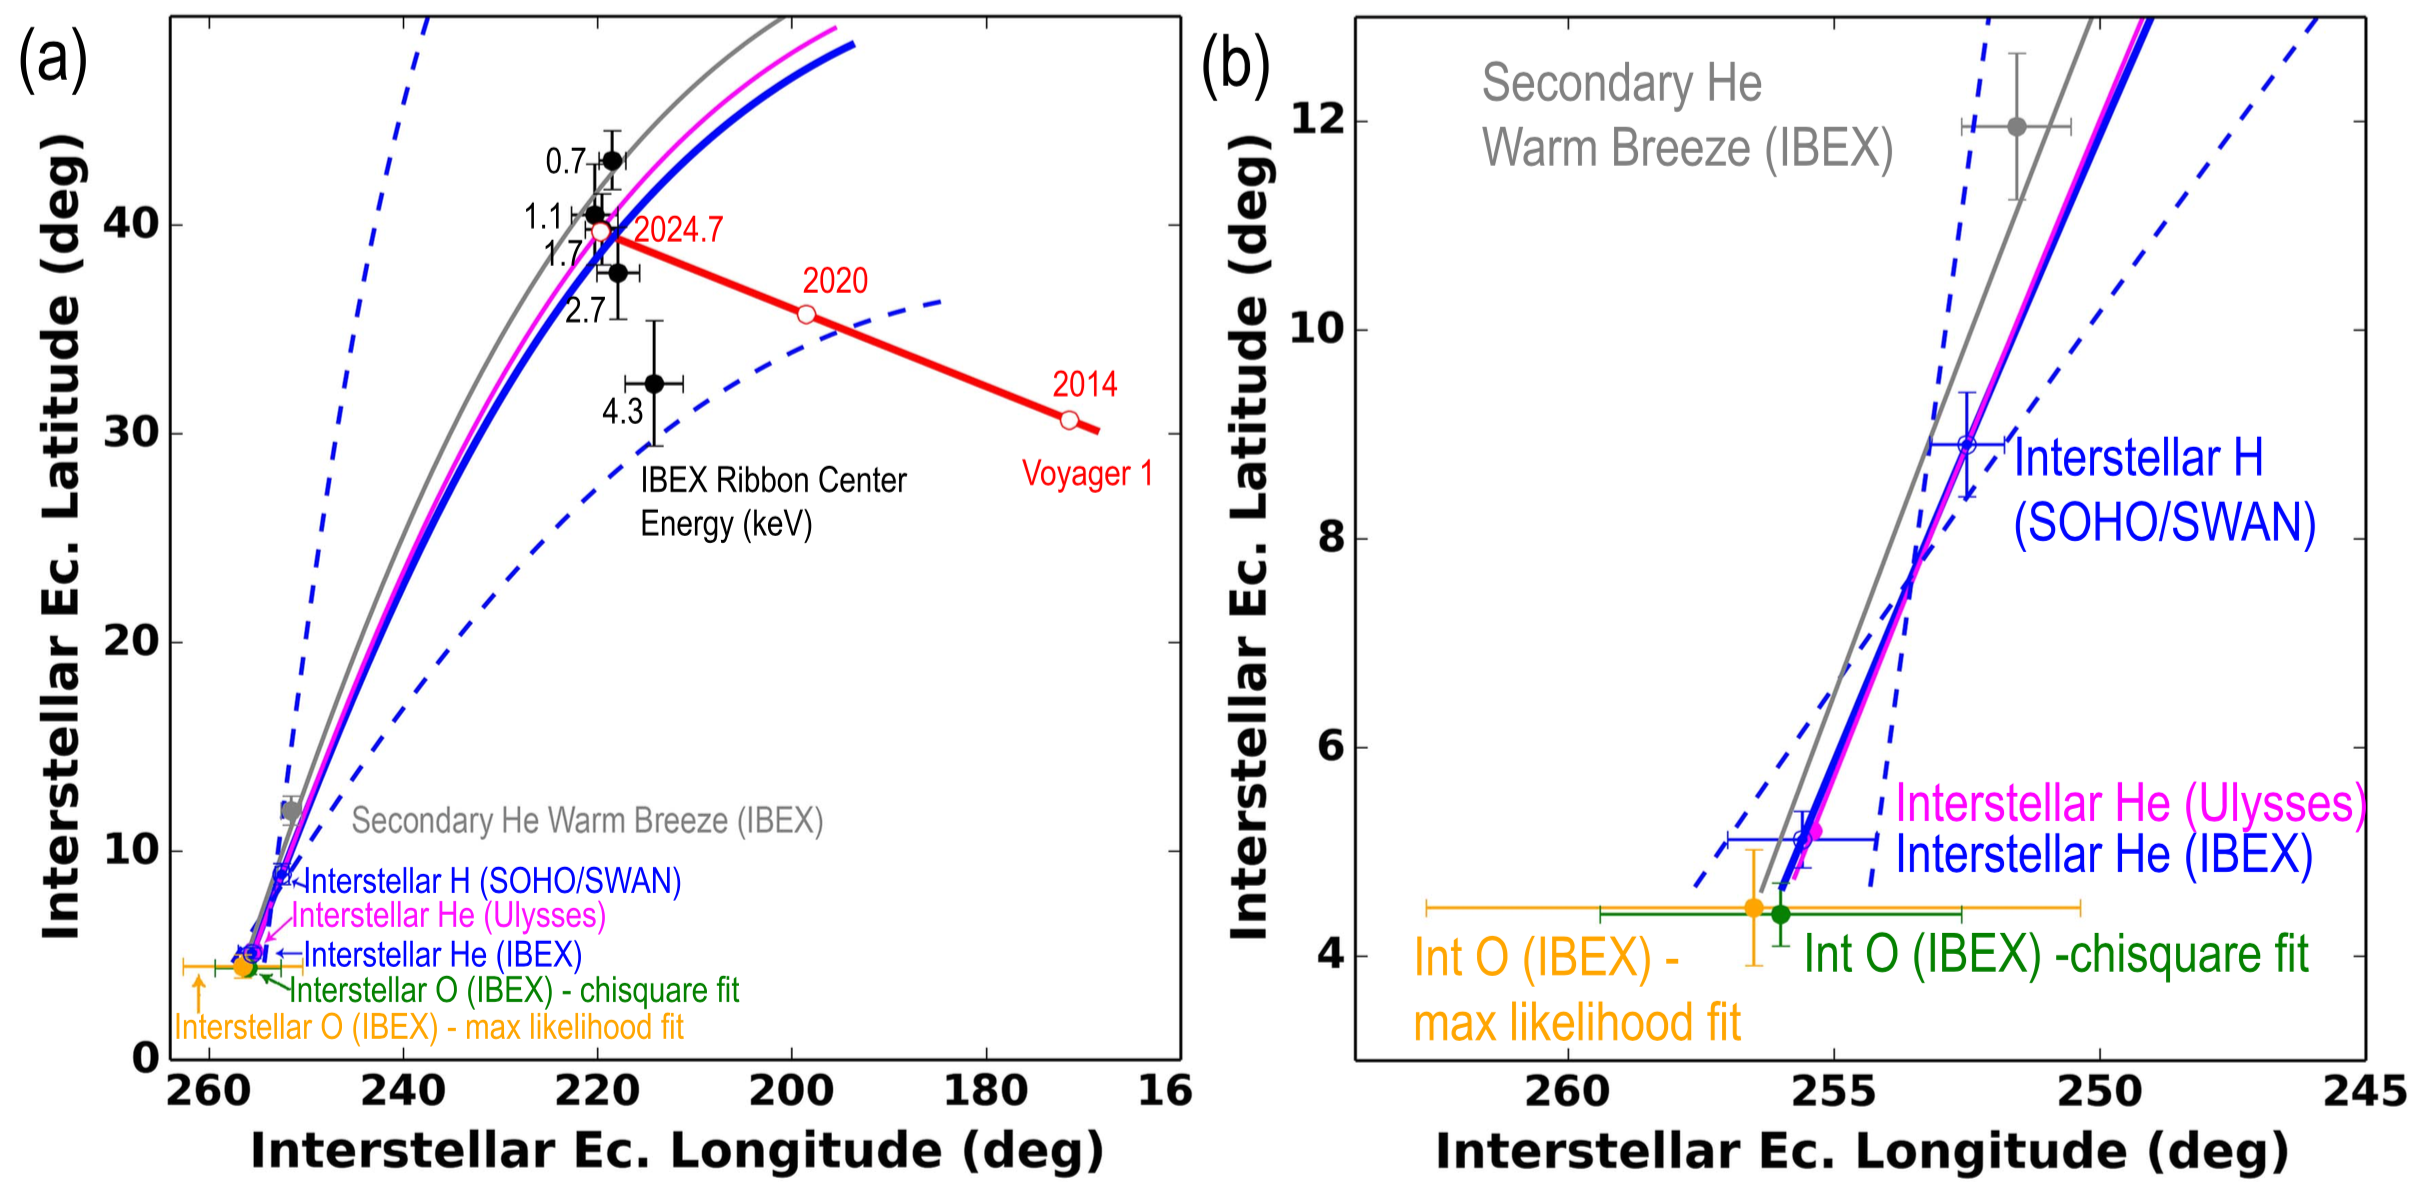 (a)
Interstellar Ec. Latitude (deg)
40
30
20
10
0
0.7
1.1
1.7
2.7
4.3
2024.7
2020
2014
Voyager 1
IBEX Ribbon Center
Energy (keV)
Secondary He Warm Breeze (IBEX)
Interstellar H (SOHO/SWAN)
Interstellar He (Ulysses)
Interstellar He (IBEX)
Interstellar O (IBEX) - chisquare fit
Interstellar O (IBEX) - max likelihood fit
260 240 220 200 180 16
Interstellar Ec. Longitude (deg)
(b)
Interstellar Ec. Latitude (deg)
12
10
8
6
4
Secondary He
Warm Breeze (IBEX)
Interstellar H
(SOHO/SWAN)
Interstellar He (Ulysses)
Interstellar He (IBEX)
Int O (IBEX) -
max likelihood fit
Int O (IBEX) -chisquare fit
260 255 250 245
Interstellar Ec. Longitude (deg)